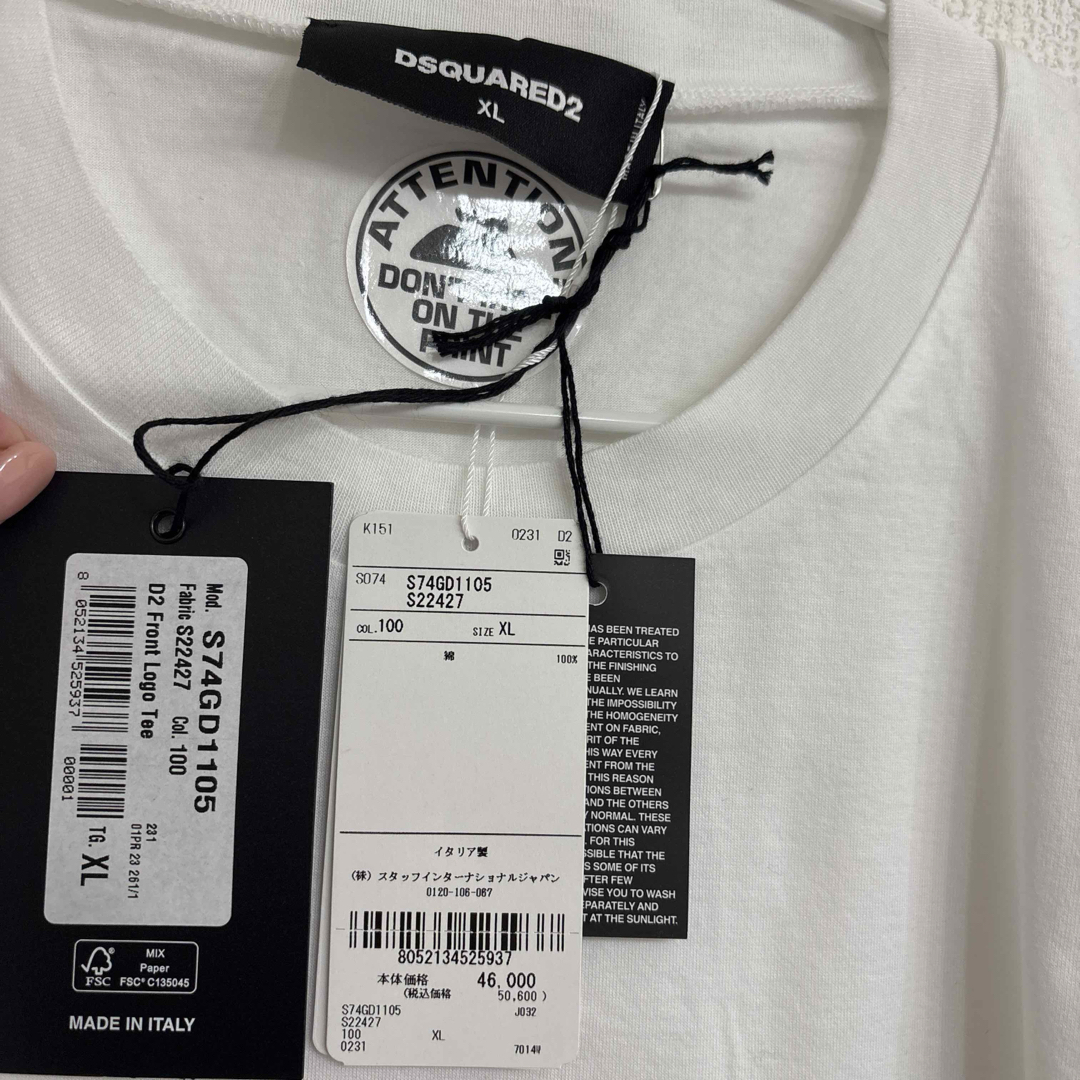 DSQUARED2
XL
ATTENTION
ON THE
PRINT
Mod. S74GD1105
Fabric S22427 Col. 100
D2 Front Logo Tee
231
01PR 23 261/1
8 052134 525937
00001
TG. XL
FSC
MIX
Paper
FSC® C135045
MADE IN ITALY
K151 0231 D2
S074 S74GD1105
S22427
COL.100 SIZE XL
綿 100%
イタリア製
(株) スタッフインターナショナルジャパン
0120-106-067
8052134525937
本体価格 46,000
(税込価格 50,600 )
S74GD1105 J032
S22427
100 XL
0231 7014W
HAS BEEN TREATED
PARTICULAR
THE FINISHING
BEEN
WE LEARN
THE IMPOSSIBILITY
THE HOMOGENEITY
ON FABRIC,
OF THE
WAY EVERY
FROM THE
THIS REASON
BETWEEN
AND THE OTHERS
NORMAL. THESE
CAN VARY
FOR THIS
THAT THE
SOME OF ITS
AFTER FEW
YOU TO WASH
SEPARATELY AND
AT THE SUNLIGHT.